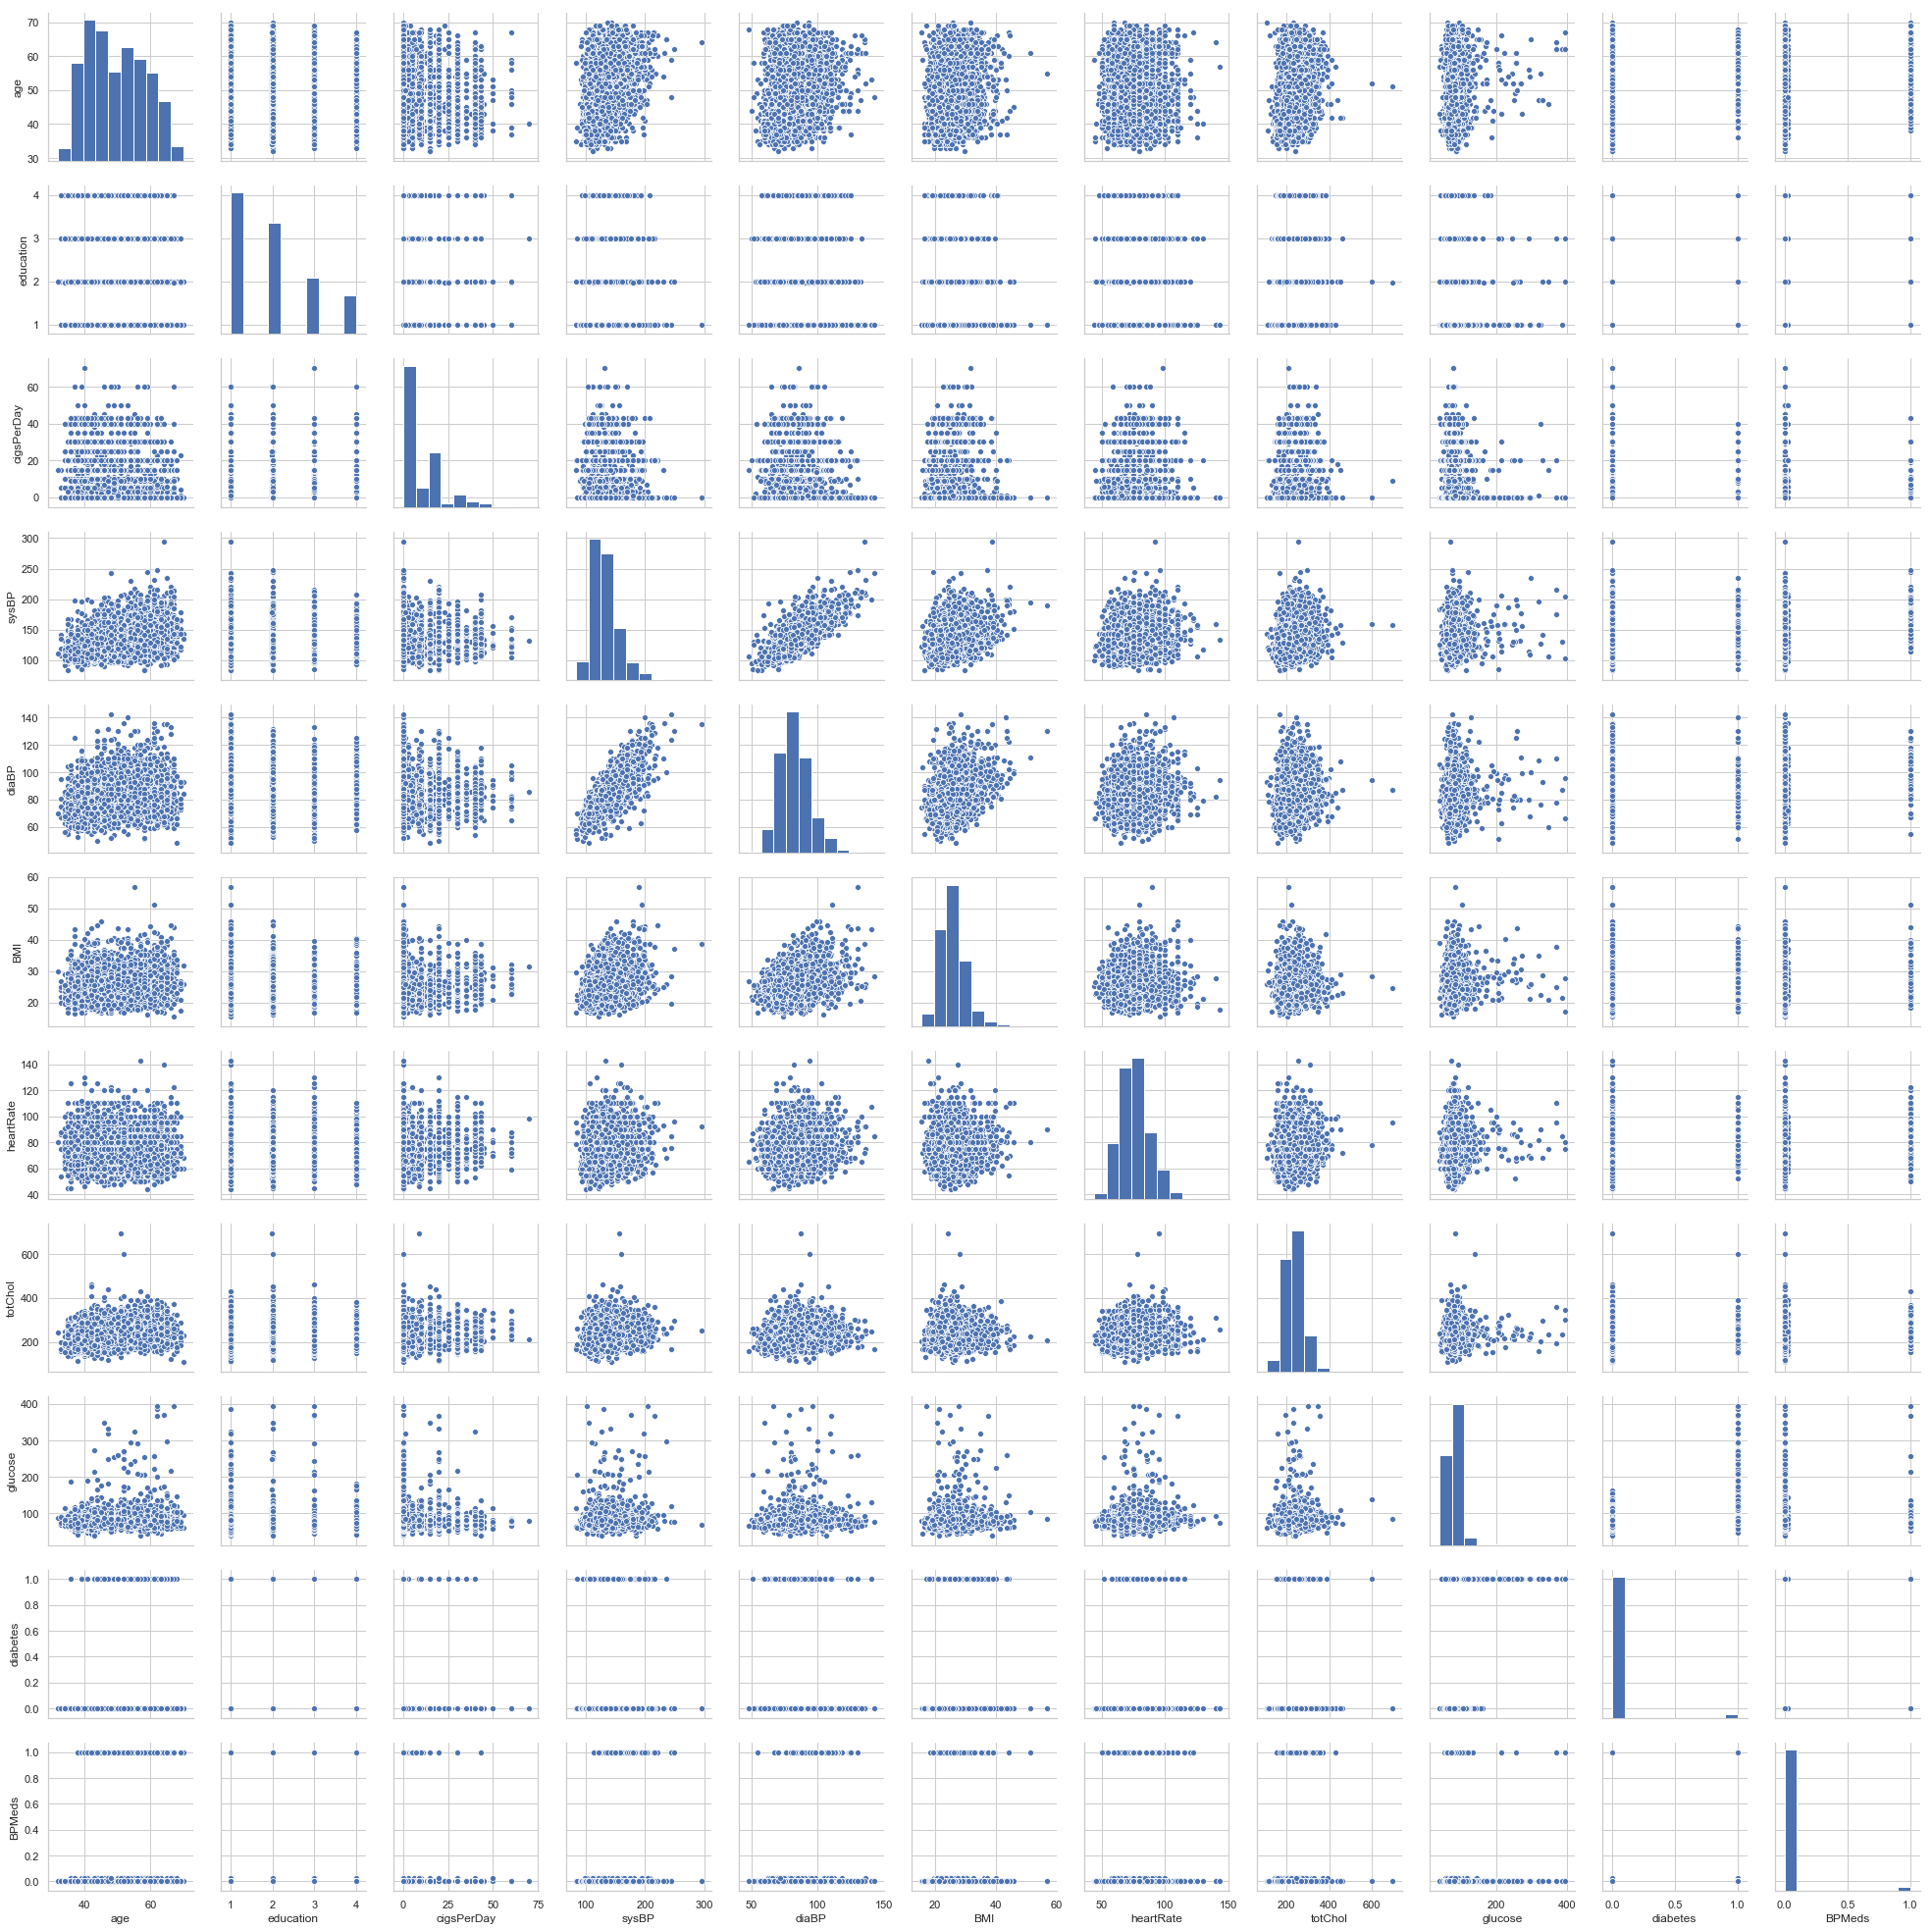 age 70 60 50 40 30
education 4 3 2 1
cigsPerDay 60 40 20 0
sysBP 300 250 200 150 100
diaBP 140 120 100 80 60
BMI 60 50 40 30 20
heartRate 140 120 100 80 60 40
totChol 600 400 200
glucose 400 300 200 100
diabetes 1.0 0.8 0.6 0.4 0.2 0.0
BPMeds 1.0 0.8 0.6 0.4 0.2 0.0
40 60 1 2 3 4 0 25 50 75 100 200 300 50 100 150 20 40 60 50 100 150 200 400 600 200 400 0.0 0.5 1.0 0.0 0.5 1.0
age education cigsPerDay sysBP diaBP BMI heartRate totChol glucose diabetes BPMeds